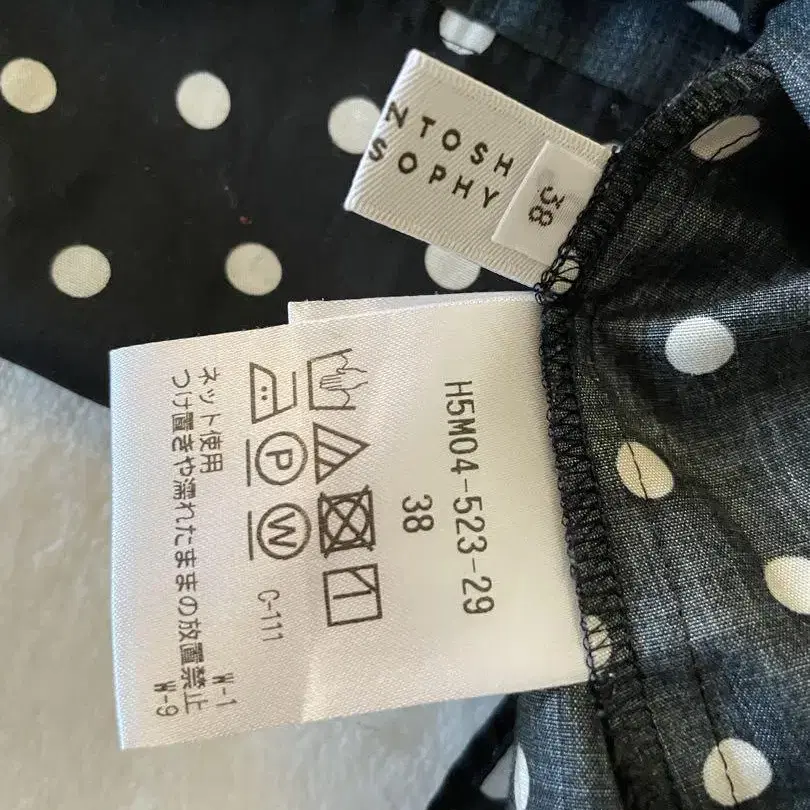 NTOSH
SOPHY
38
H5M04-523-29
38
P
W
C-111
ネット使用 W-1
つけ置きや濡れたままの放置禁止 W-9